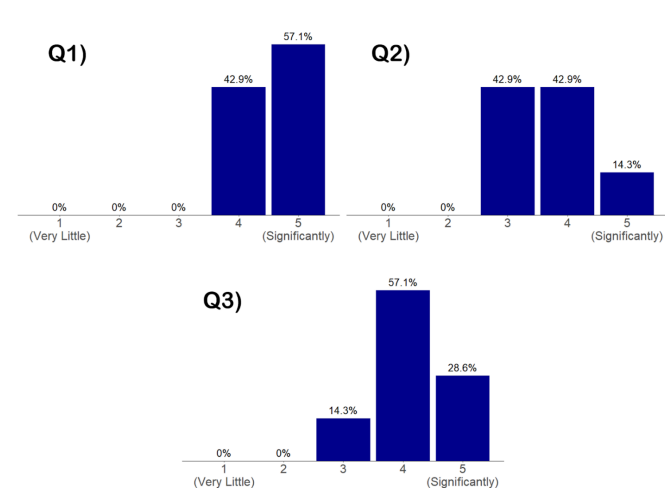 Q1)
57.1%
42.9%
0% 0% 0%
1 2 3 4 5
(Very Little) (Significantly)
Q2)
42.9% 42.9%
14.3%
0% 0%
1 2 3 4 5
(Very Little) (Significantly)
Q3)
57.1%
28.6%
14.3%
0% 0%
1 2 3 4 5
(Very Little) (Significantly)